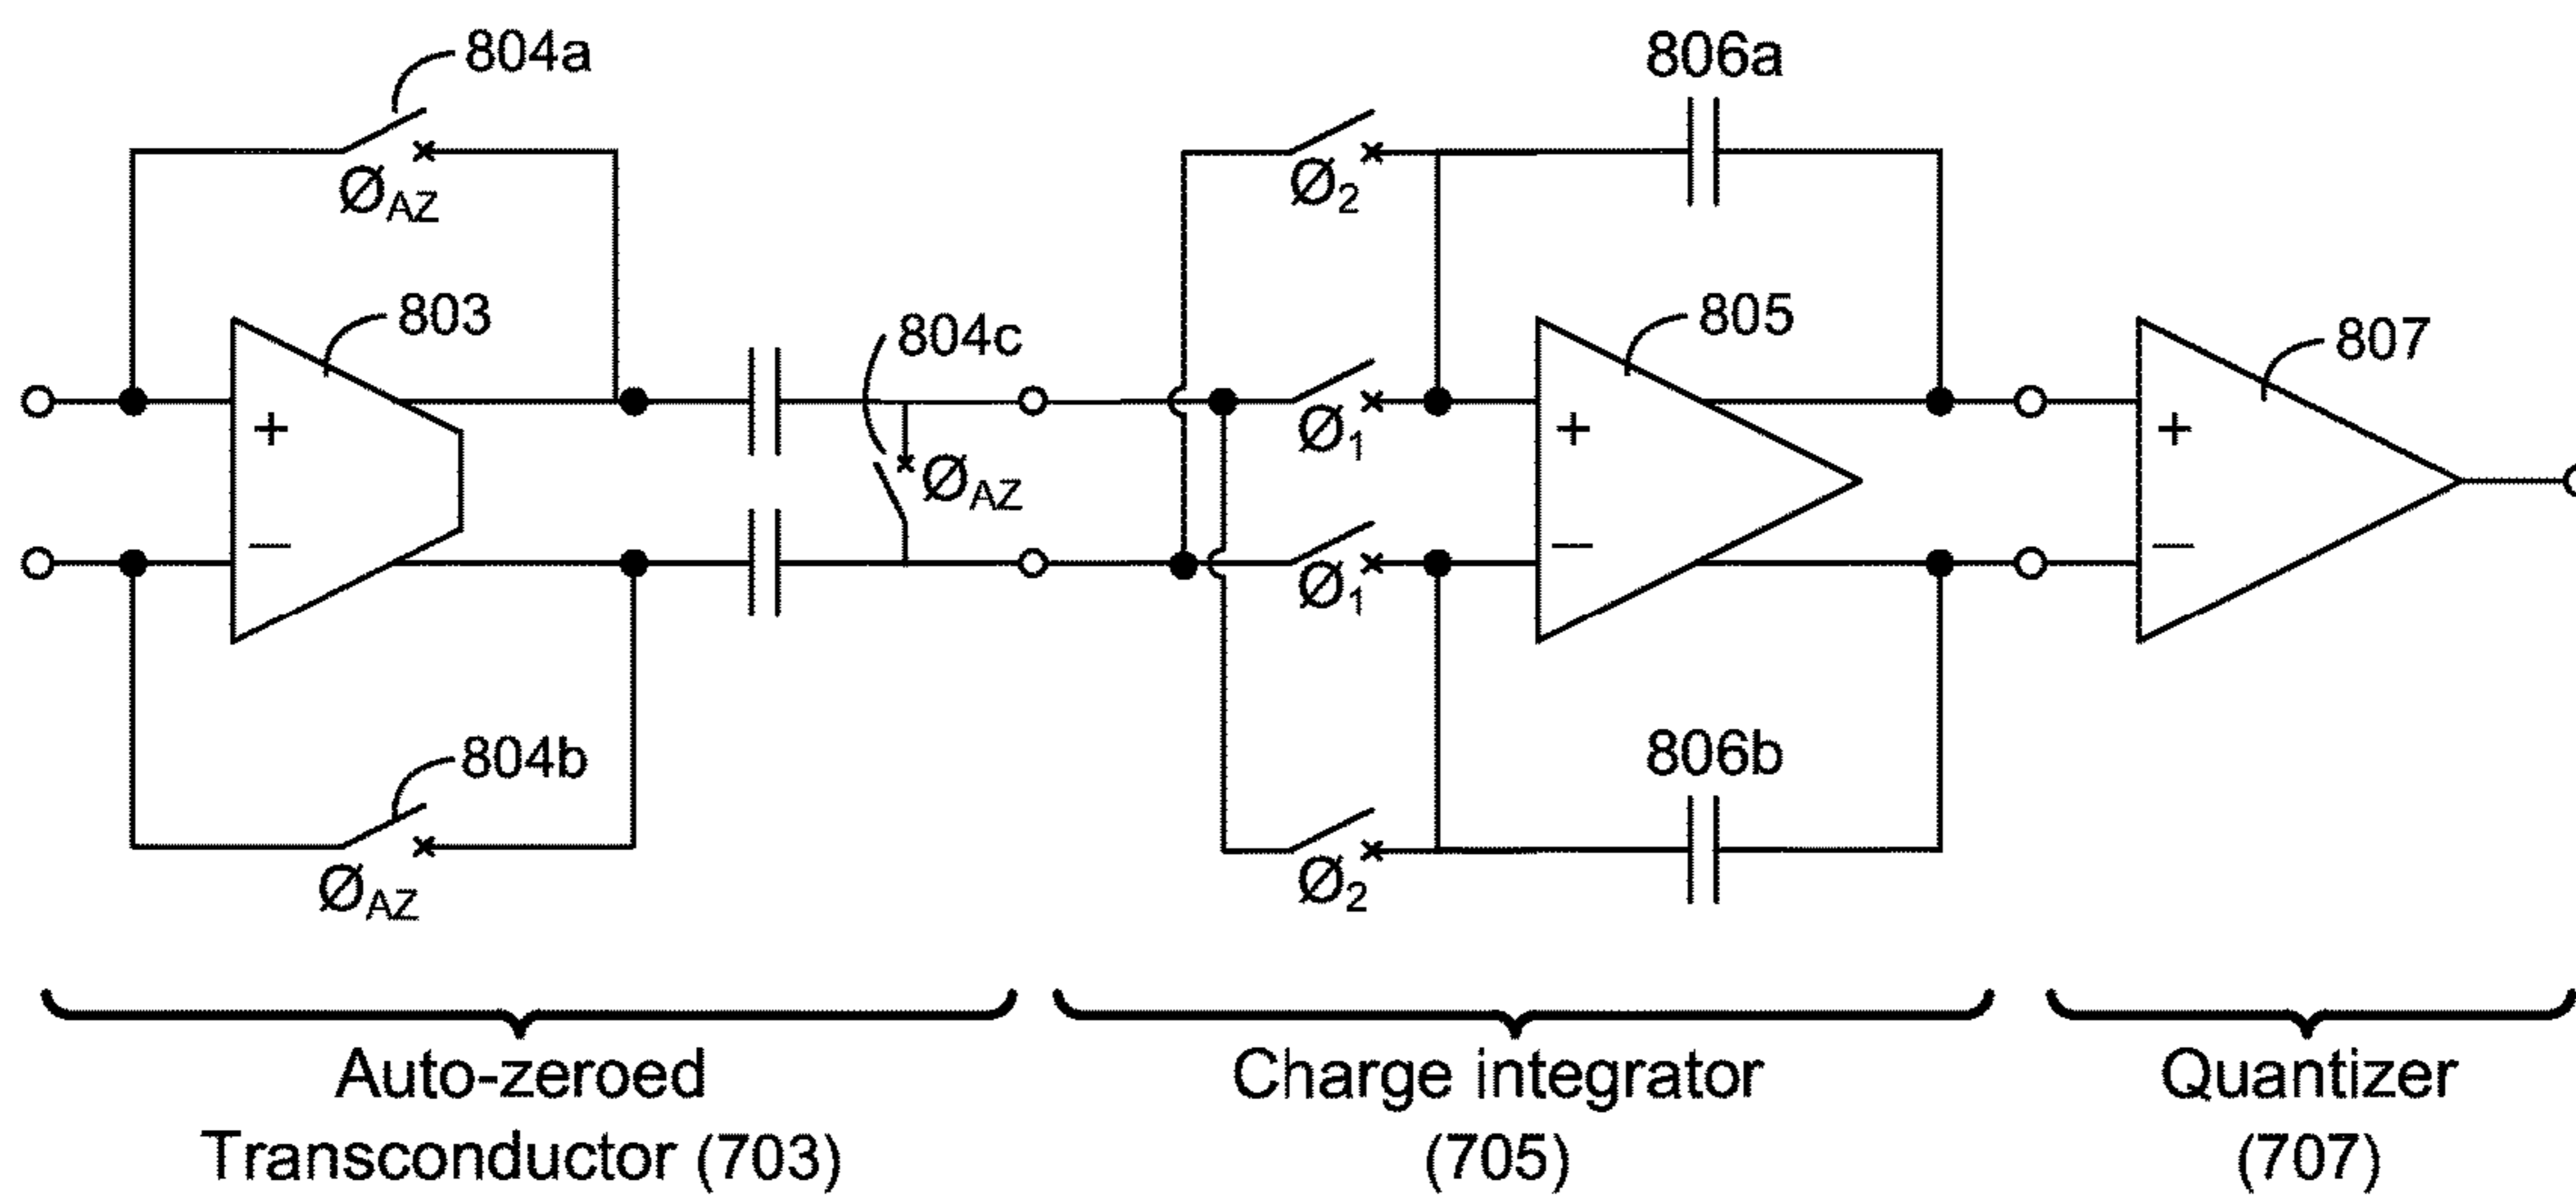 804a
806a
Ø2
ØAZ
803
804c
805
807
+
Ø1
+
+
ØAZ
−
−
−
Ø1
804b
806b
ØAZ
Ø2
Auto-zeroed
Transconductor (703)
Charge integrator
(705)
Quantizer
(707)